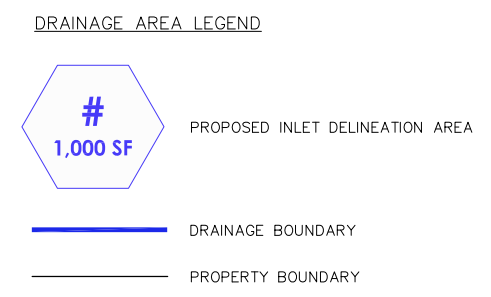 DRAINAGE AREA LEGEND
#
1,000 SF
PROPOSED INLET DELINEATION AREA
DRAINAGE BOUNDARY
PROPERTY BOUNDARY